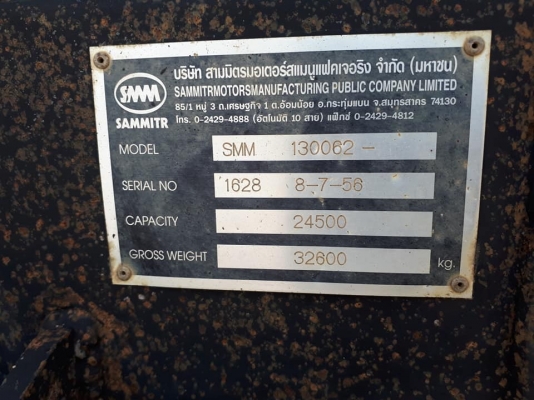 SMM
SAMMITR
บริษัท สามมิตรมอเตอร์สแมนูแฟคเจอริง จำกัด (มหาชน)
SAMMITRMOTORSMANUFACTURING PUBLIC COMPANY LIMITED
85/1 หมู่ 3 ถ.เศรษฐกิจ 1 ต.อ้อมน้อย อ.กระทุ่มแบน จ.สมุทรสาคร 74130
โทร. 0-2429-4888 (อัตโนมัติ 10 สาย) แฟ็กซ์ 0-2429-4812
MODEL SMM 130062 -
SERIAL NO 1628 8-7-56
CAPACITY 24500
GROSS WEIGHT 32600 kg.